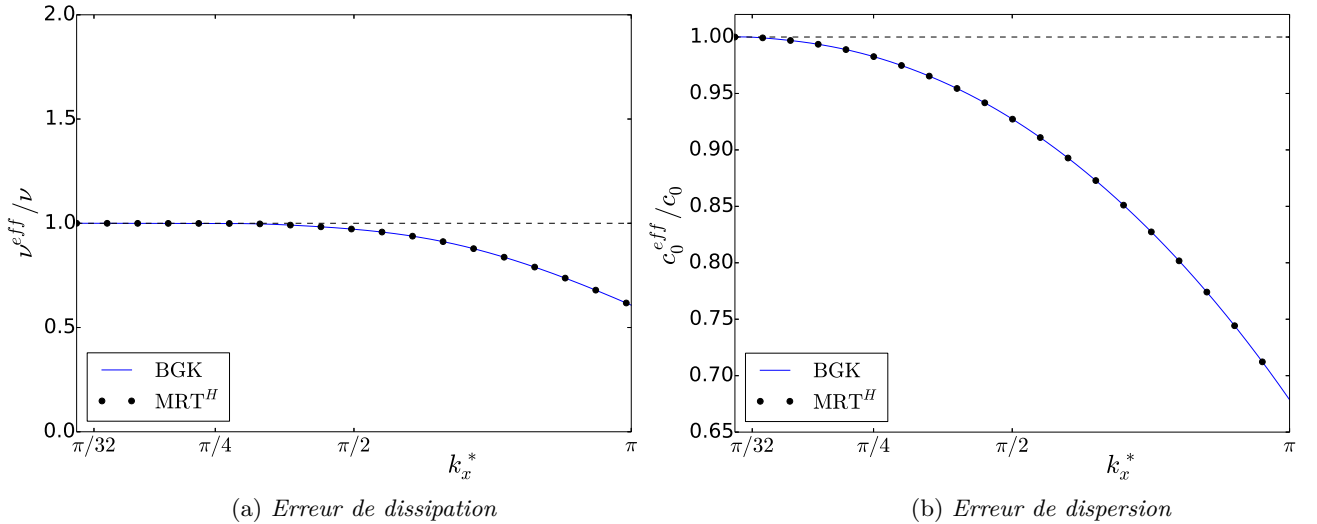 2.0
1.5
1.0
0.5
0.0
ν^{eff}/ν
π/32
π/4
π/2
π
k_x^*
BGK
MRT^H
(a) Erreur de dissipation
1.00
0.95
0.90
0.85
0.80
0.75
0.70
0.65
c_0^{eff}/c_0
π/32
π/4
π/2
π
k_x^*
BGK
MRT^H
(b) Erreur de dispersion